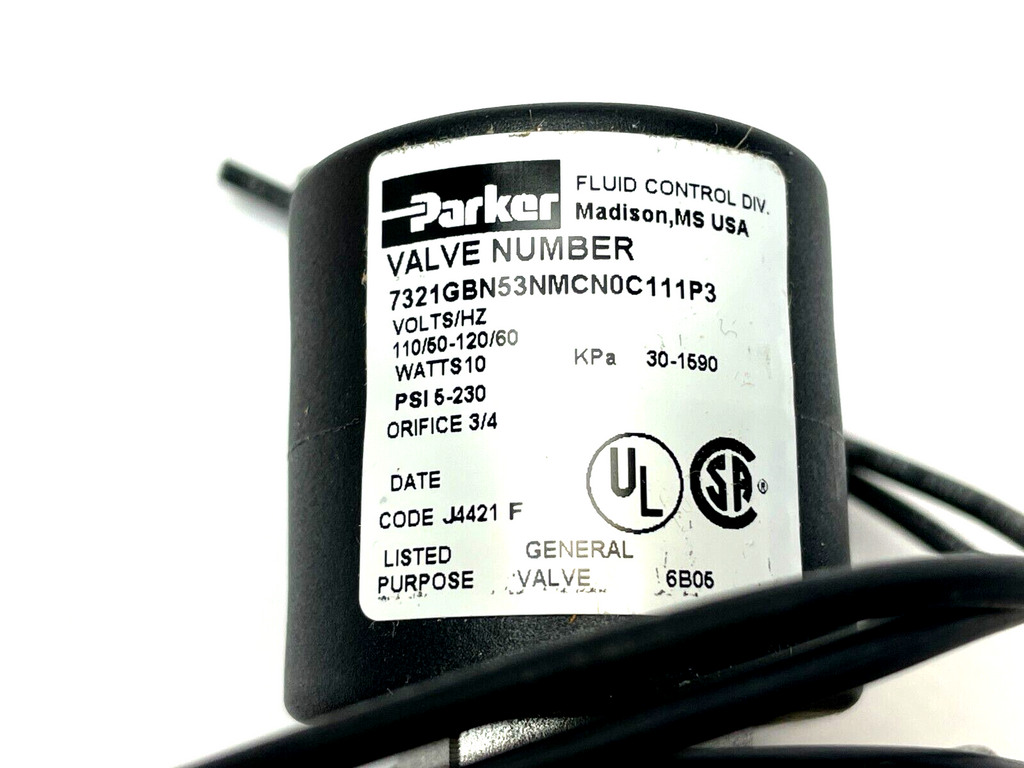 Parker
FLUID CONTROL DIV.
Madison,MS USA
VALVE NUMBER
7321GBN53NMCN0C111P3
VOLTS/HZ
110/50-120/60
WATTS10
KPa 30-1590
PSI 5-230
ORIFICE 3/4
DATE
CODE J4421 F
UL
SA ®
LISTED GENERAL
PURPOSE VALVE 6B05